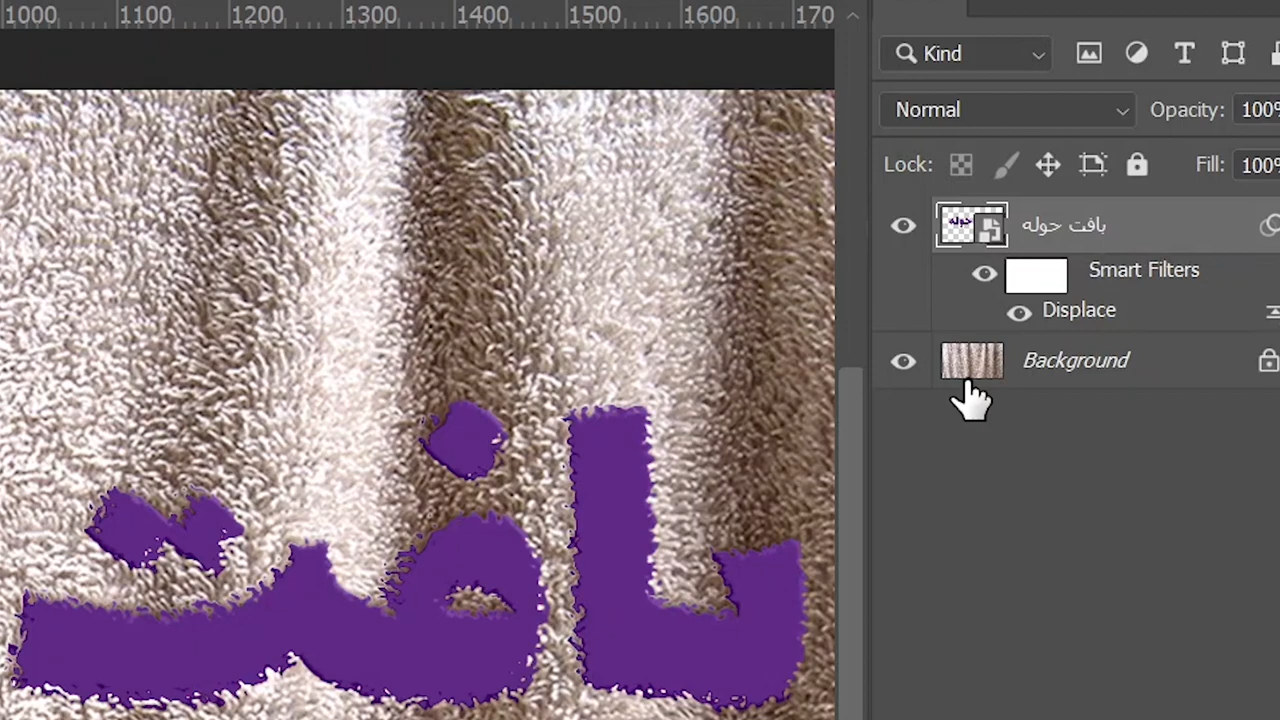 1000 1100 1200 1300 1400 1500 1600 170
Kind
Normal Opacity: 100%
Lock: Fill: 100%
بافت حوله
Smart Filters
Displace
Background
بافت